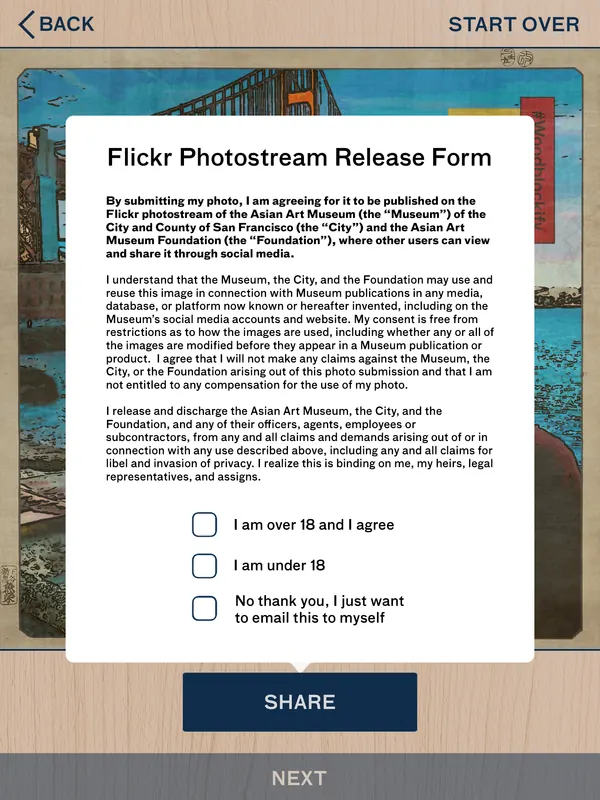 BACK
START OVER
#Woodblockify
Flickr Photostream Release Form
By submitting my photo, I am agreeing for it to be published on the
Flickr photostream of the Asian Art Museum (the “Museum”) of the
City and County of San Francisco (the “City”) and the Asian Art
Museum Foundation (the “Foundation”), where other users can view
and share it through social media.
I understand that the Museum, the City, and the Foundation may use and
reuse this image in connection with Museum publications in any media,
database, or platform now known or hereafter invented, including on the
Museum’s social media accounts and website. My consent is free from
restrictions as to how the images are used, including whether any or all of
the images are modified before they appear in a Museum publication or
product.  I agree that I will not make any claims against the Museum, the
City, or the Foundation arising out of this photo submission and that I am
not entitled to any compensation for the use of my photo.
I release and discharge the Asian Art Museum, the City, and the
Foundation, and any of their officers, agents, employees or
subcontractors, from any and all claims and demands arising out of or in
connection with any use described above, including any and all claims for
libel and invasion of privacy. I realize this is binding on me, my heirs, legal
representatives, and assigns.
I am over 18 and I agree
I am under 18
No thank you, I just want
to email this to myself
SHARE
NEXT